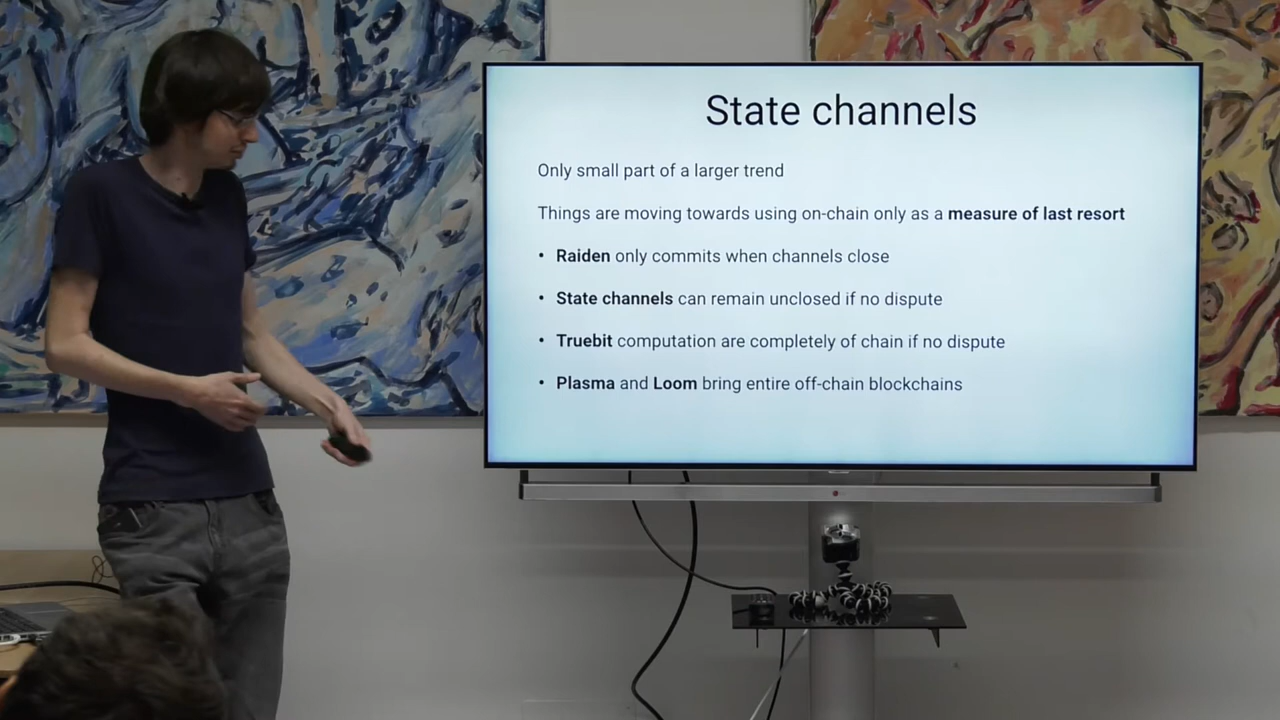 State channels
Only small part of a larger trend
Things are moving towards using on-chain only as a measure of last resort
• Raiden only commits when channels close
• State channels can remain unclosed if no dispute
• Truebit computation are completely of chain if no dispute
• Plasma and Loom bring entire off-chain blockchains